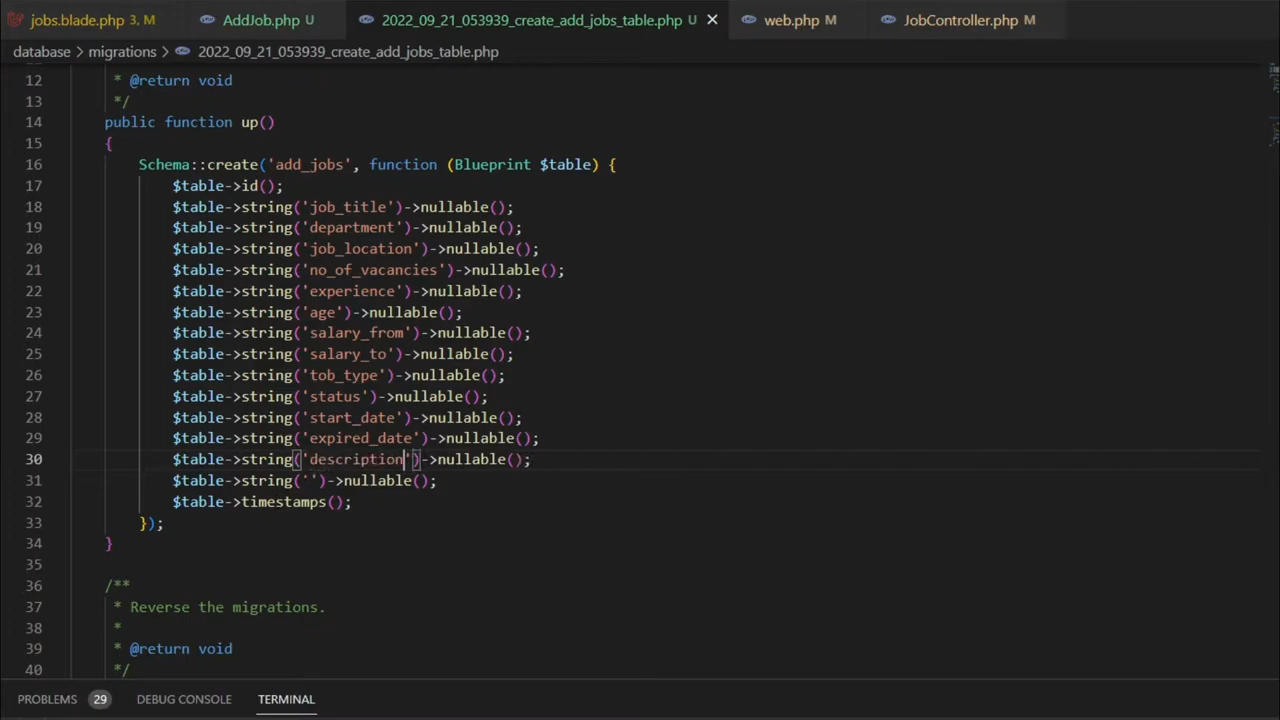 jobs.blade.php 3, M AddJob.php U 2022_09_21_053939_create_add_jobs_table.php U web.php M JobController.php M
database > migrations > 2022_09_21_053939_create_add_jobs_table.php
12 * @return void
13 */
14 public function up()
15 {
16 Schema::create('add_jobs', function (Blueprint $table) {
17 $table->id();
18 $table->string('job_title')->nullable();
19 $table->string('department')->nullable();
20 $table->string('job_location')->nullable();
21 $table->string('no_of_vacancies')->nullable();
22 $table->string('experience')->nullable();
23 $table->string('age')->nullable();
24 $table->string('salary_from')->nullable();
25 $table->string('salary_to')->nullable();
26 $table->string('tob_type')->nullable();
27 $table->string('status')->nullable();
28 $table->string('start_date')->nullable();
29 $table->string('expired_date')->nullable();
30 $table->string('description')->nullable();
31 $table->string('')->nullable();
32 $table->timestamps();
33 });
34 }
35
36 /**
37 * Reverse the migrations.
38 *
39 * @return void
40 */
PROBLEMS 29 DEBUG CONSOLE TERMINAL